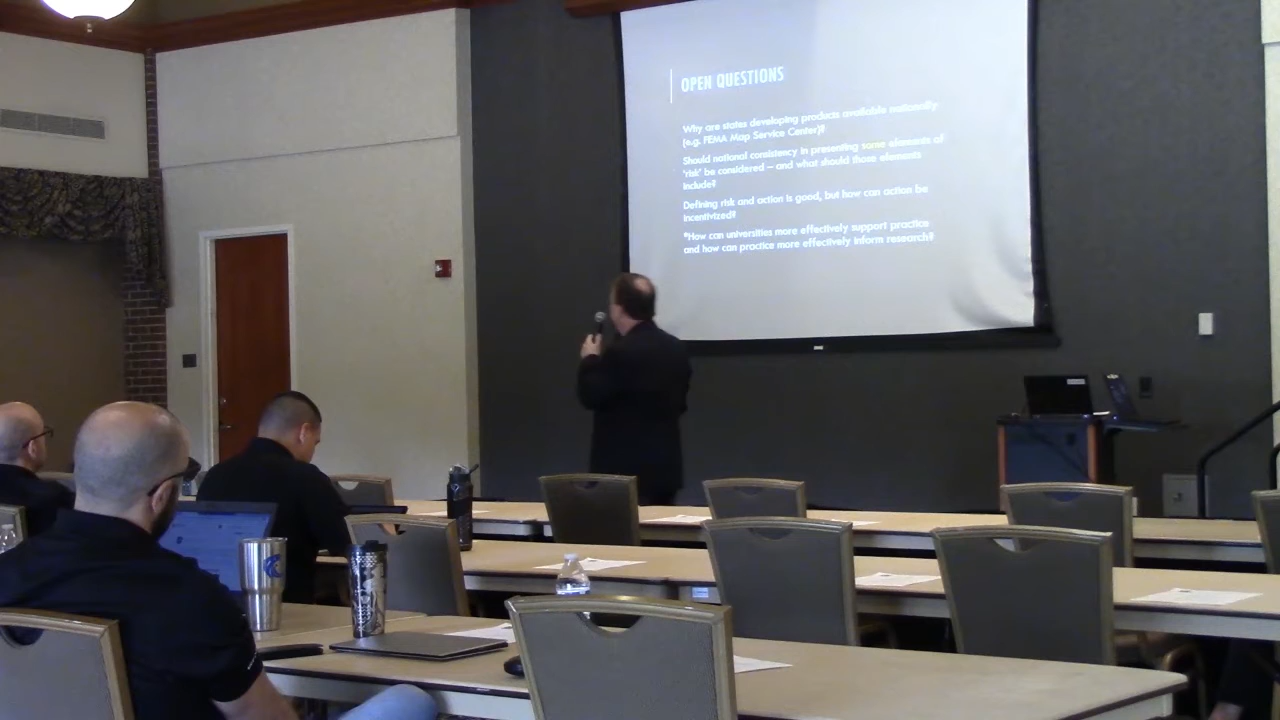 OPEN QUESTIONS
Why are states developing products available nationally
(e.g. FEMA Map Service Center)?
Should national consistency in presenting some elements of
'risk' be considered – and what should those elements
include?
Defining risk and action is good, but how can action be
incentivized?
*How can universities more effectively support practice
and how can practice more effectively inform research?